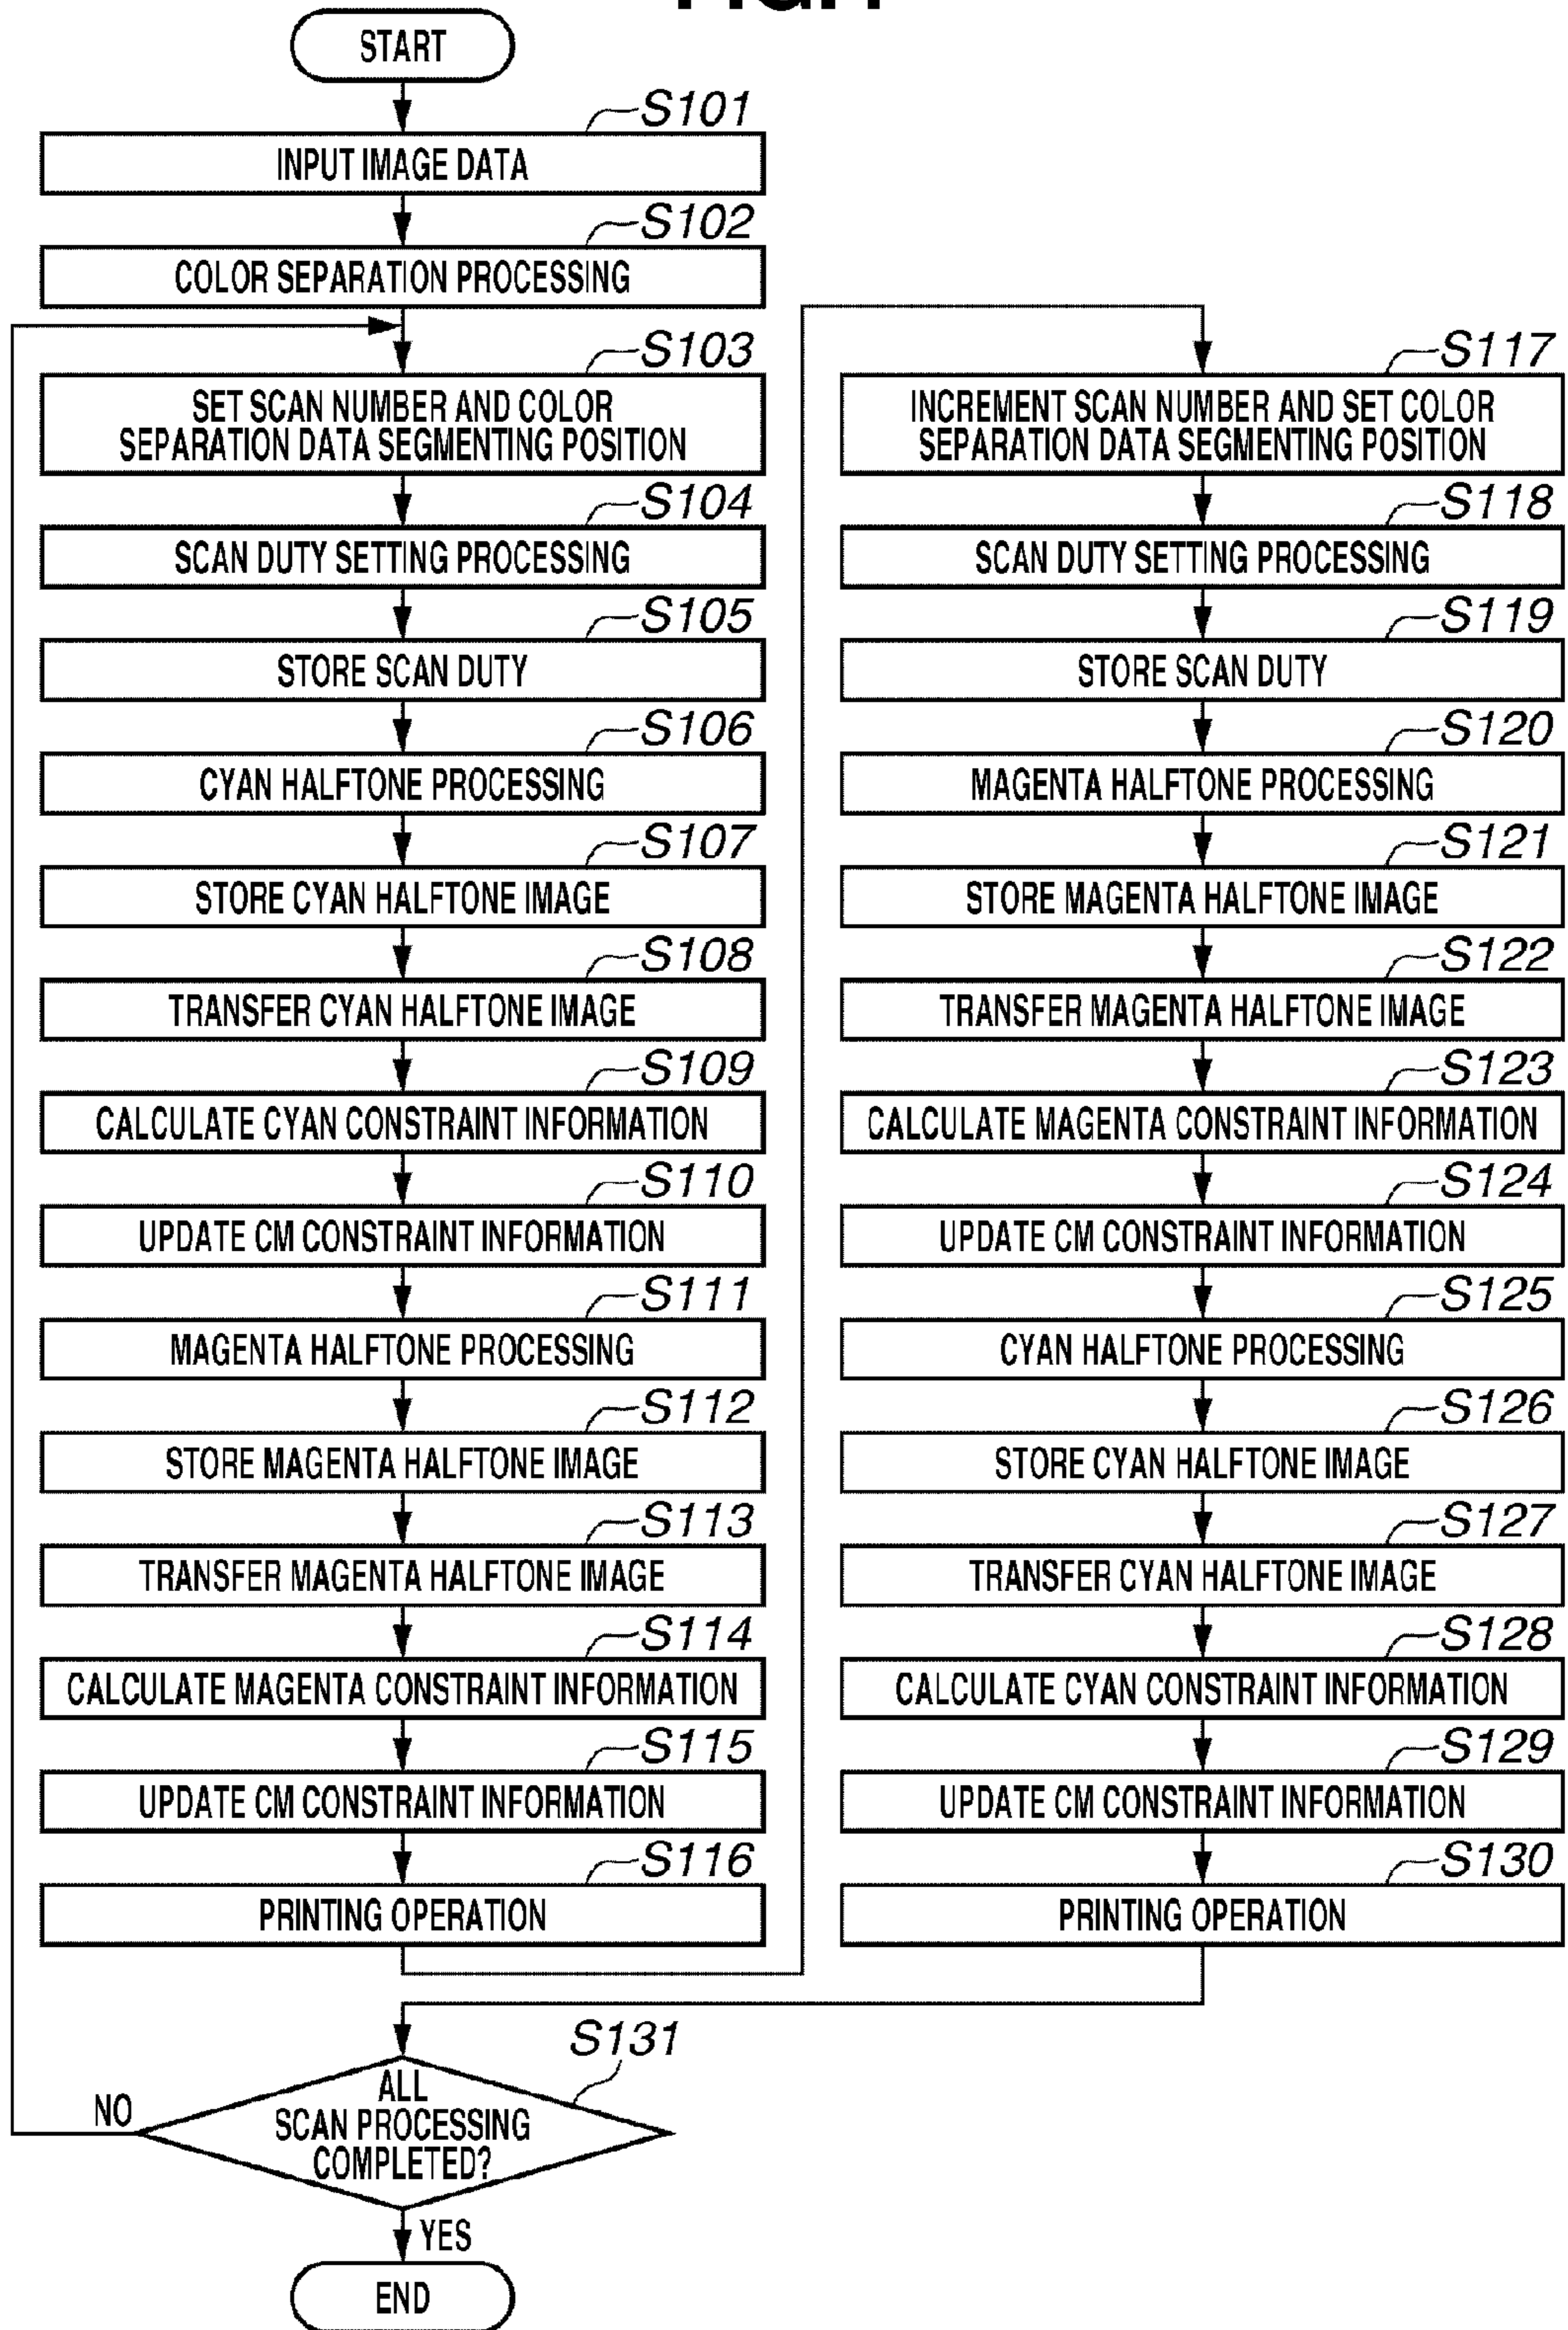 START
S101
INPUT IMAGE DATA
S102
COLOR SEPARATION PROCESSING
S103
SET SCAN NUMBER AND COLOR
SEPARATION DATA SEGMENTING POSITION
S104
SCAN DUTY SETTING PROCESSING
S105
STORE SCAN DUTY
S106
CYAN HALFTONE PROCESSING
S107
STORE CYAN HALFTONE IMAGE
S108
TRANSFER CYAN HALFTONE IMAGE
S109
CALCULATE CYAN CONSTRAINT INFORMATION
S110
UPDATE CM CONSTRAINT INFORMATION
S111
MAGENTA HALFTONE PROCESSING
S112
STORE MAGENTA HALFTONE IMAGE
S113
TRANSFER MAGENTA HALFTONE IMAGE
S114
CALCULATE MAGENTA CONSTRAINT INFORMATION
S115
UPDATE CM CONSTRAINT INFORMATION
S116
PRINTING OPERATION
S117
INCREMENT SCAN NUMBER AND SET COLOR
SEPARATION DATA SEGMENTING POSITION
S118
SCAN DUTY SETTING PROCESSING
S119
STORE SCAN DUTY
S120
MAGENTA HALFTONE PROCESSING
S121
STORE MAGENTA HALFTONE IMAGE
S122
TRANSFER MAGENTA HALFTONE IMAGE
S123
CALCULATE MAGENTA CONSTRAINT INFORMATION
S124
UPDATE CM CONSTRAINT INFORMATION
S125
CYAN HALFTONE PROCESSING
S126
STORE CYAN HALFTONE IMAGE
S127
TRANSFER CYAN HALFTONE IMAGE
S128
CALCULATE CYAN CONSTRAINT INFORMATION
S129
UPDATE CM CONSTRAINT INFORMATION
S130
PRINTING OPERATION
S131
ALL
SCAN PROCESSING
COMPLETED?
NO
YES
END